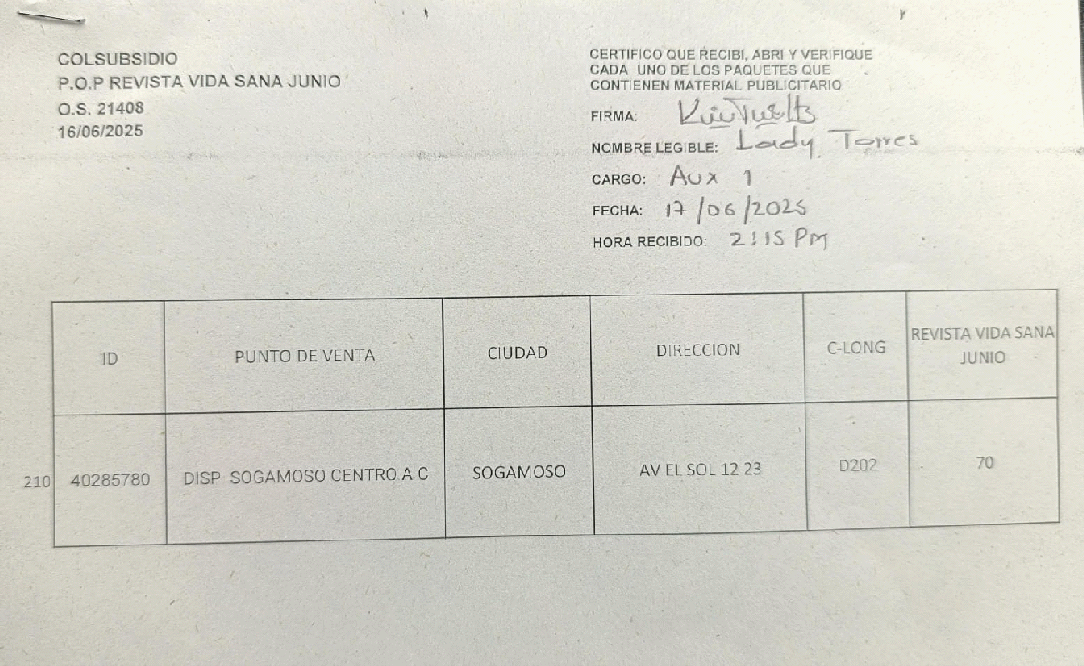 COLSUBSIDIO
P.O.P REVISTA VIDA SANA JUNIO
O.S. 21408
16/06/2025
CERTIFICO QUE RECIBI, ABRI Y VERIFIQUE
CADA UNO DE LOS PAQUETES QUE
CONTIENEN MATERIAL PUBLICITARIO
FIRMA:
NOMBRE LEGIBLE: Lady Torres
CARGO: Aux 1
FECHA: 17/06/2025
HORA RECIBIDO: 2:15 Pm
ID PUNTO DE VENTA CIUDAD DIRECCION C-LONG REVISTA VIDA SANA
JUNIO
210 40285780 DISP SOGAMOSO CENTRO A C SOGAMOSO AV EL SOL 12 23 D202 70